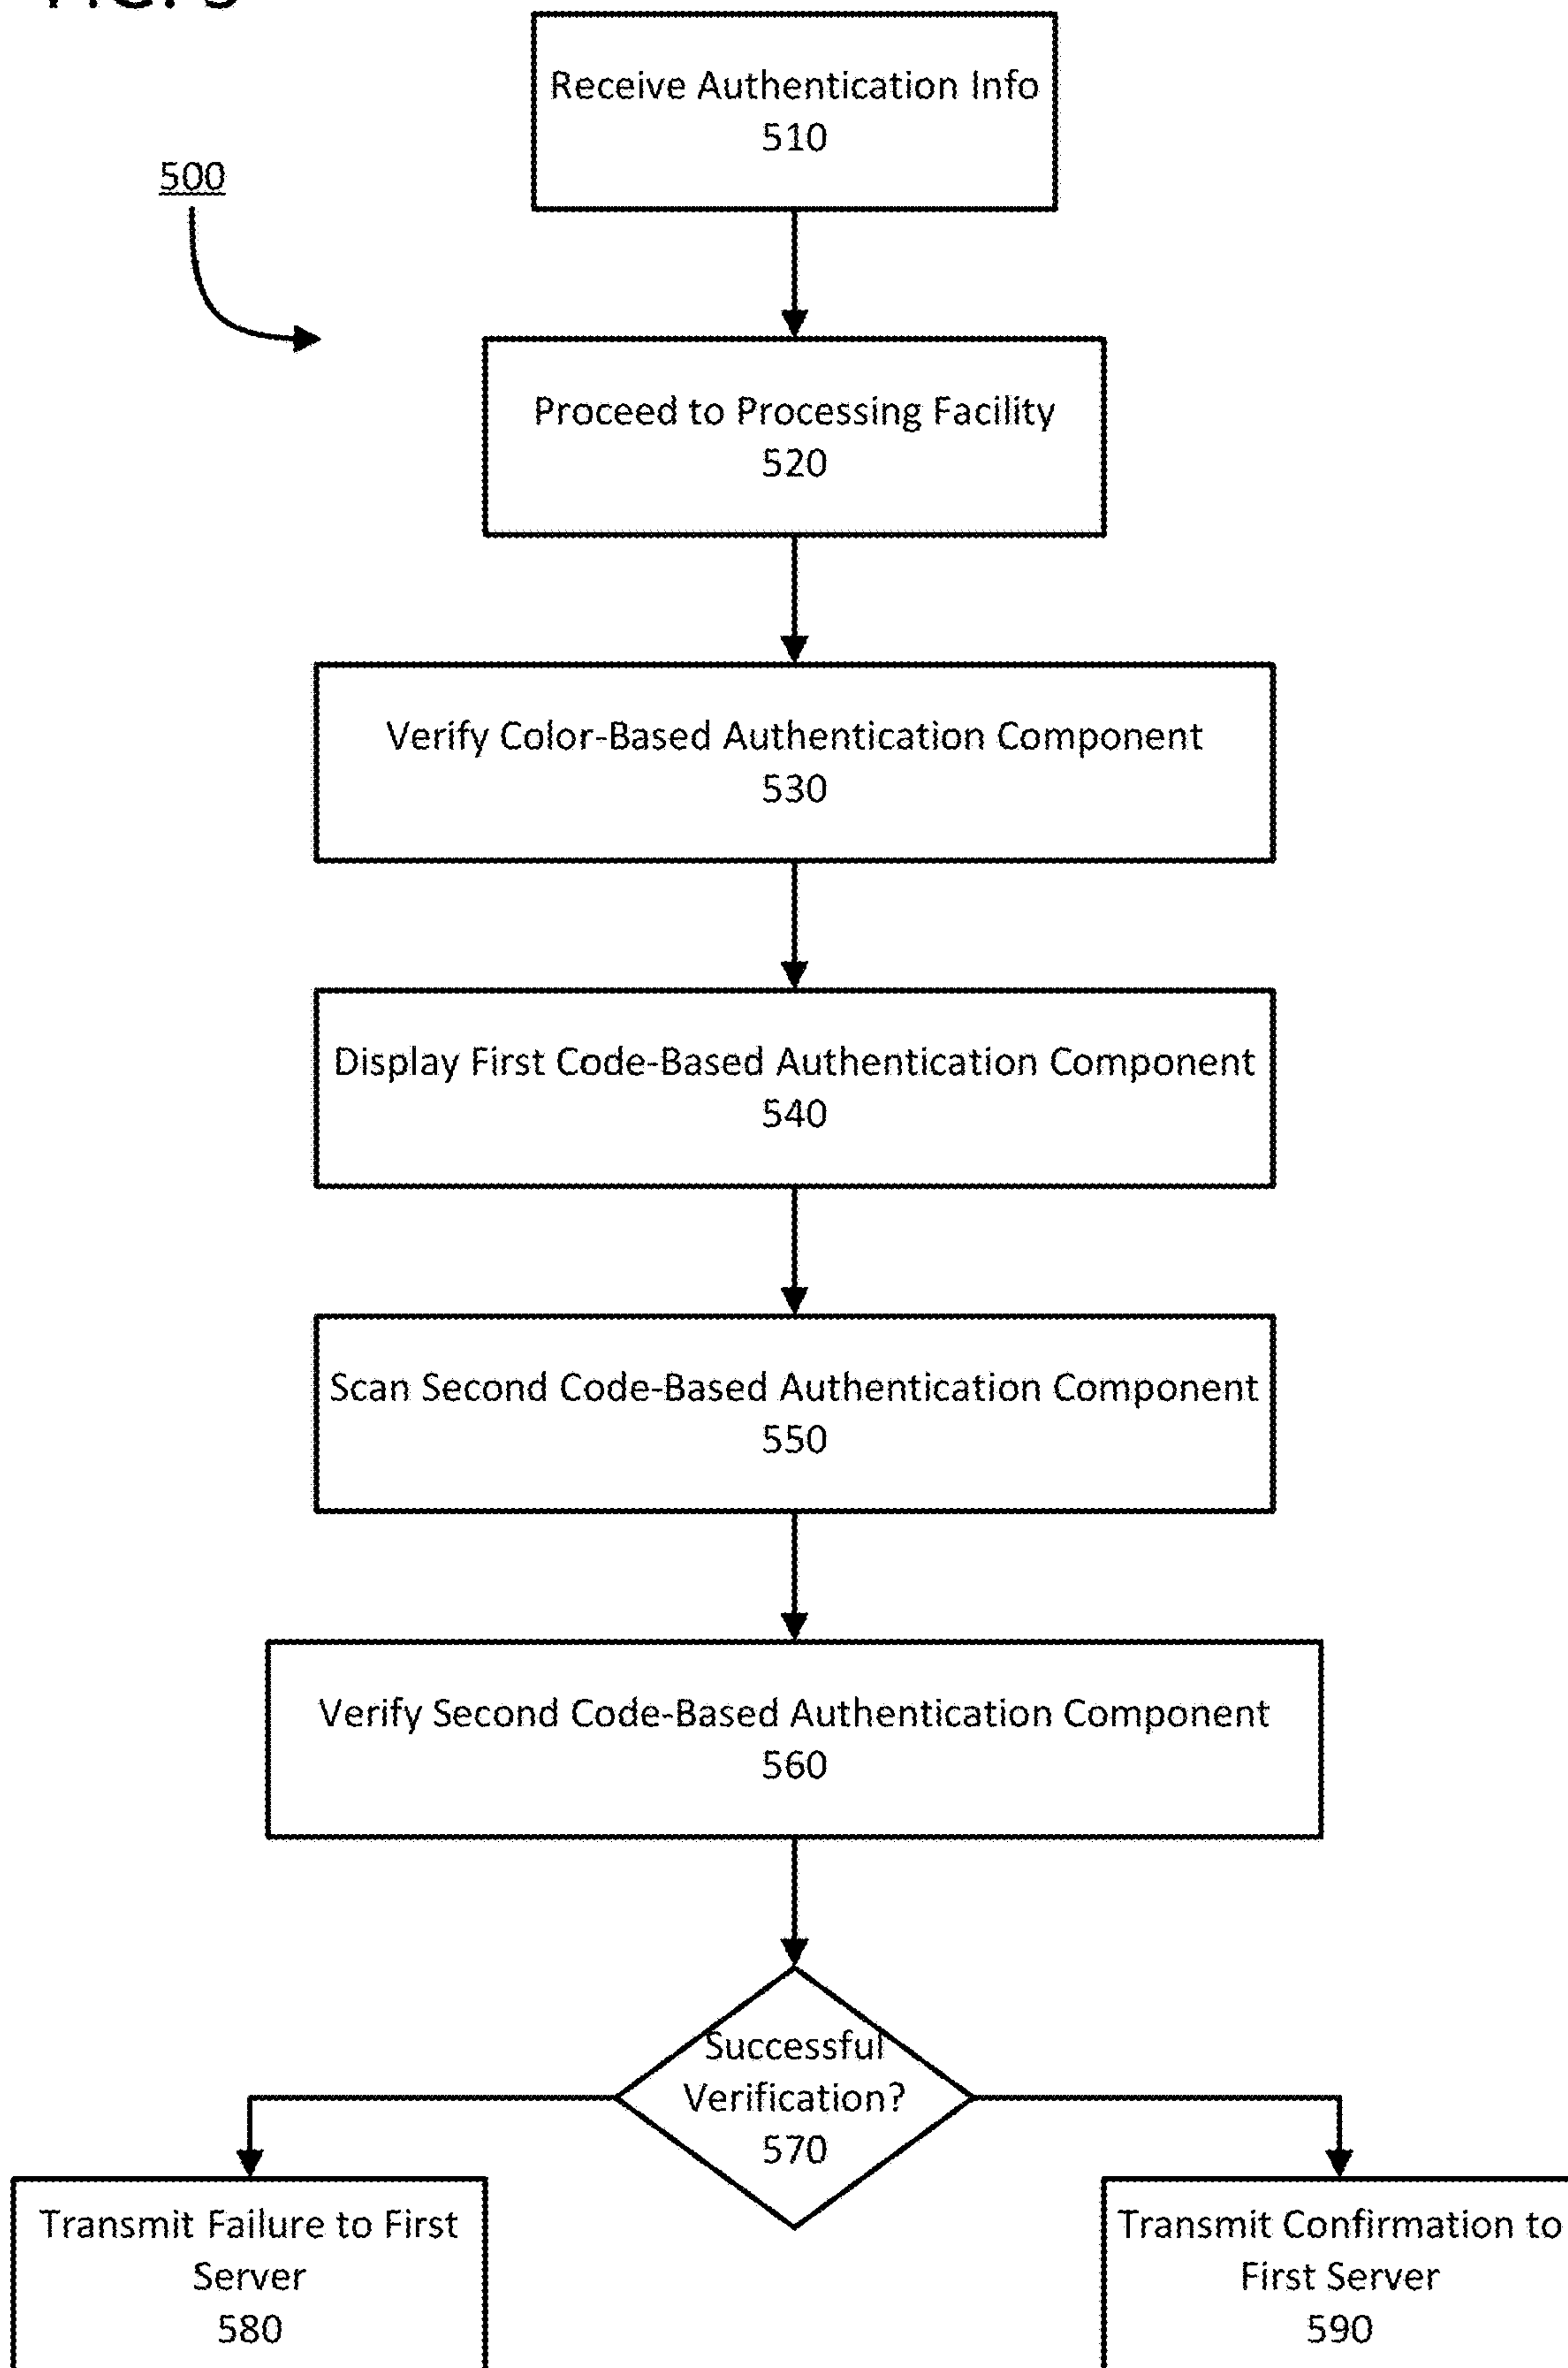 Receive Authentication Info
510
500
Proceed to Processing Facility
520
Verify Color-Based Authentication Component
530
Display First Code-Based Authentication Component
540
Scan Second Code-Based Authentication Component
550
Verify Second Code-Based Authentication Component
560
Successful
Verification?
570
Transmit Failure to First
Server
580
Transmit Confirmation to
First Server
590